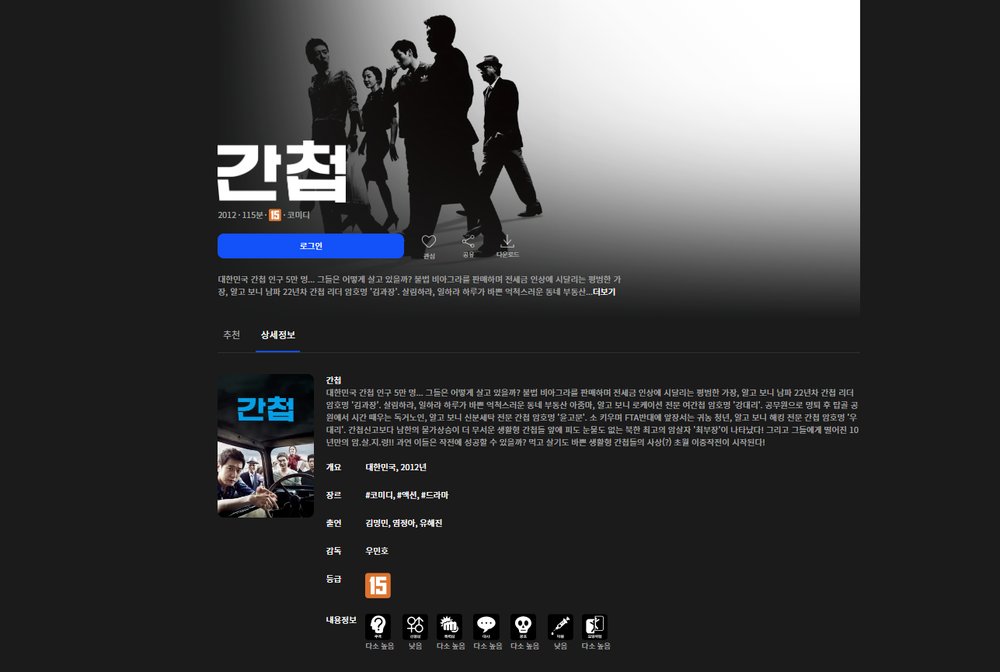 간첩
2012 · 115분 · 15 · 코미디
로그인
관심
공유
다운로드
대한민국 간첩 인구 5만 명... 그들은 어떻게 살고 있을까? 불법 비아그라를 판매하며 전세금 인상에 시달리는 평범한 가
장, 알고 보니 남파 22년차 간첩 리더 암호명 '김과장'. 살림하랴, 일하랴 하루가 바쁜 억척스러운 동네 부동산...더보기
추천
상세정보
간첩
간첩
대한민국 간첩 인구 5만 명... 그들은 어떻게 살고 있을까? 불법 비아그라를 판매하며 전세금 인상에 시달리는 평범한 가장, 알고 보니 남파 22년차 간첩 리더
암호명 '김과장'. 살림하랴, 일하랴 하루가 바쁜 억척스러운 동네 부동산 아줌마, 알고 보니 로케이션 전문 여간첩 암호명 '강대리'. 공무원으로 명퇴 후 탑골 공
원에서 시간 때우는 독거노인, 알고 보니 신분세탁 전문 간첩 암호명 '윤고문'. 소 키우며 FTA반대에 앞장서는 귀농 청년, 알고 보니 해킹 전문 간첩 암호명 '우
대리'. 간첩신고보다 남한의 물가상승이 더 무서운 생활형 간첩들 앞에 피도 눈물도 없는 북한 최고의 암살자 '최부장'이 나타났다! 그리고 그들에게 떨어진 10
년만의 암.살.지.령!! 과연 이들은 작전에 성공할 수 있을까? 먹고 살기도 바쁜 생활형 간첩들의 사상(?) 초월 이중작전이 시작된다!
개요 대한민국, 2012년
장르 #코미디, #액션, #드라마
출연 김명민, 염정아, 유해진
감독 우민호
등급 15
내용정보
주제 선정성 폭력성 대사 공포 약물 모방위험
다소 높음 낮음 다소 높음 다소 높음 다소 높음 낮음 다소 높음